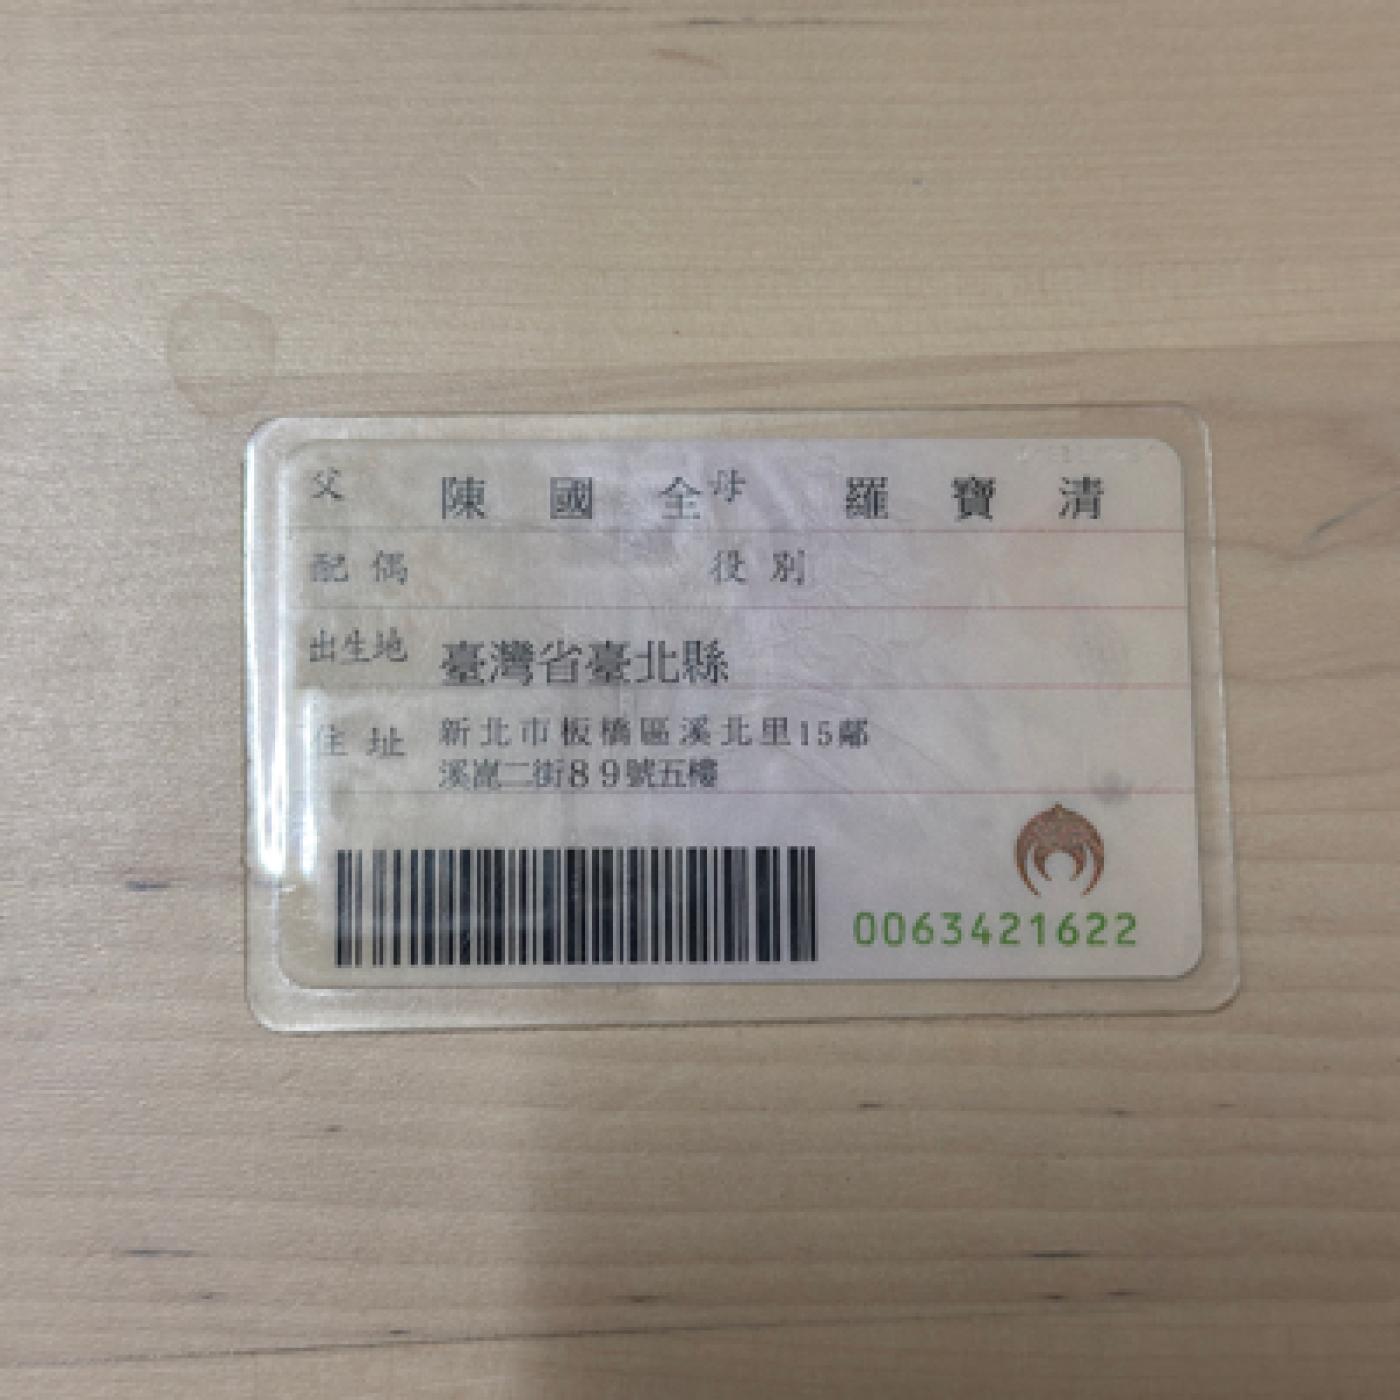 父 陳國全 母 羅寶清
配偶 役別
出生地 臺灣省臺北縣
住址 新北市板橋區溪北里15鄰
溪崑二街89號五樓
0063421622